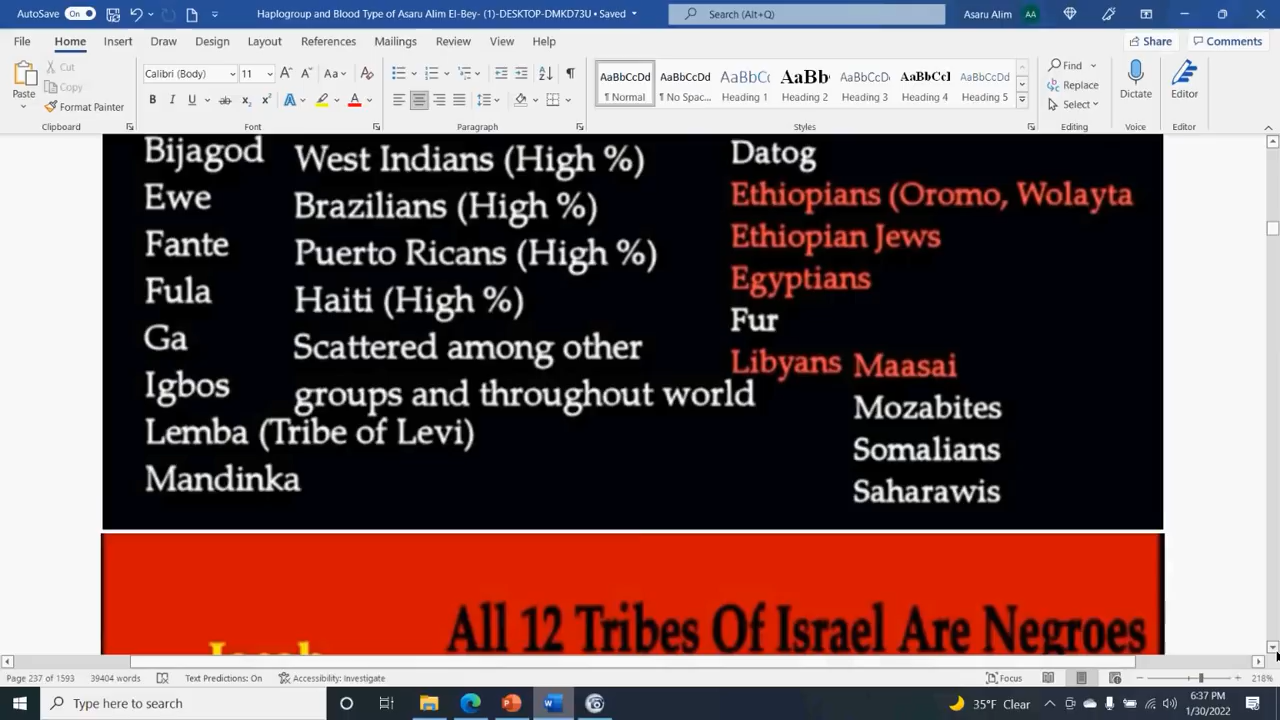 AutoSave On Haplogroup and Blood Type of Asaru Alim El-Bey- (1)-DESKTOP-DMKD73U • Saved Search (Alt+Q) Asaru Alim AA
File Home Insert Draw Design Layout References Mailings Review View Help Share Comments
Paste Cut Copy Format Painter
Calibri (Body) 11
AaBbCcDd AaBbCcDd AaBbCc AaBb AaBbCcDd AaBbCcI AaBbCcDd
¶ Normal ¶ No Spac... Heading 1 Heading 2 Heading 3 Heading 4 Heading 5
Find Replace Select
Dictate Editor
Clipboard Font Paragraph Styles Editing Voice Editor
Bijagod West Indians (High %) Datog
Ewe Brazilians (High %) Ethiopians (Oromo, Wolayta
Fante Puerto Ricans (High %) Ethiopian Jews
Fula Haiti (High %) Egyptians
Ga Scattered among other Fur
Igbos groups and throughout world Libyans Maasai
Lemba (Tribe of Levi) Mozabites
Mandinka Somalians
Saharawis
All 12 Tribes Of Israel Are Negroes
Jacob
Page 237 of 1593 39404 words Text Predictions: On Accessibility: Investigate Focus 218%
Type here to search 35°F Clear 6:37 PM
1/30/2022